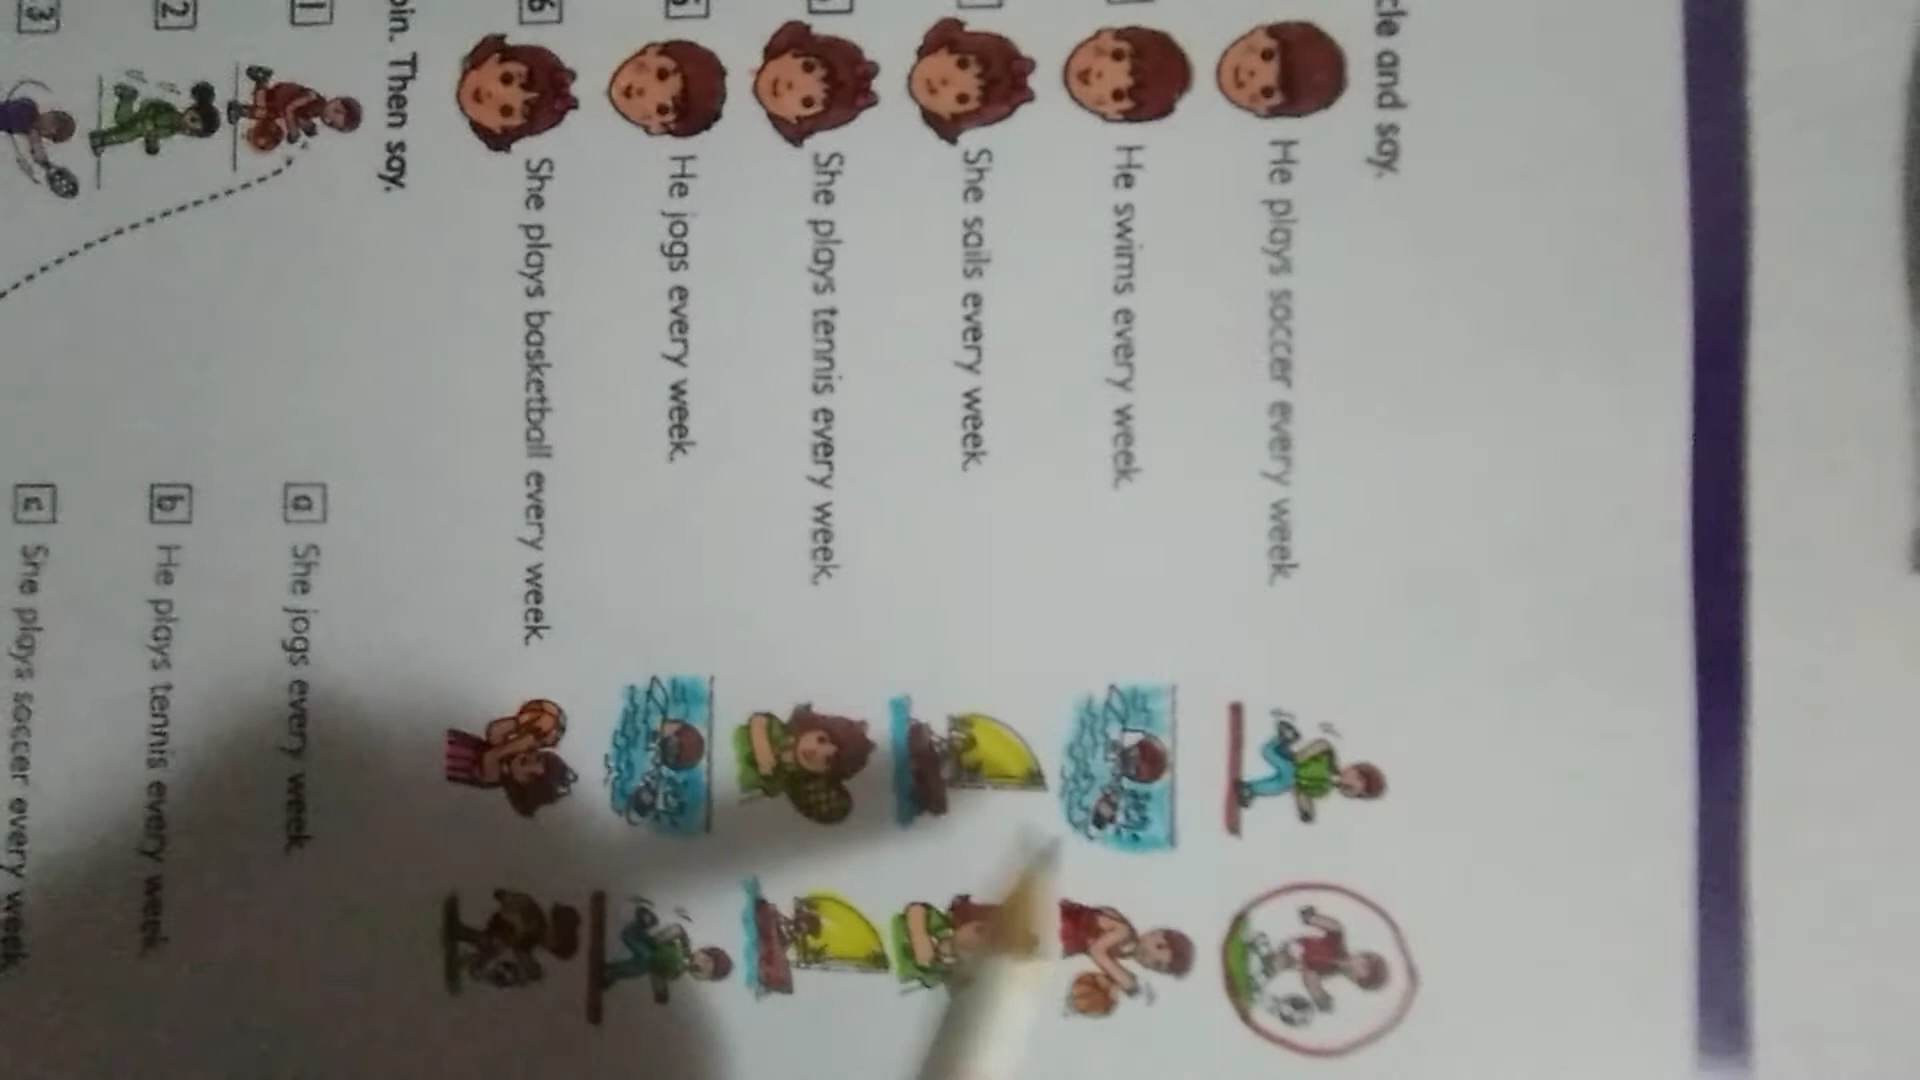 cle and say.
He plays soccer every week.
He swims every week.
She sails every week.
She plays tennis every week.
5 He jogs every week.
6 She plays basketball every week.
oin. Then say.
1
a She jogs every week.
2
b He plays tennis every week.
3
c She plays soccer every week.